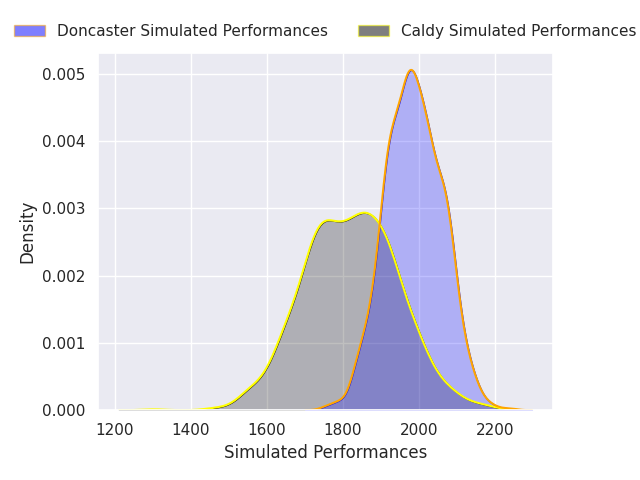 Doncaster Simulated Performances Caldy Simulated Performances
0.005
0.004
0.003
0.002
0.001
0.000
Density
1200 1400 1600 1800 2000 2200
Simulated Performances